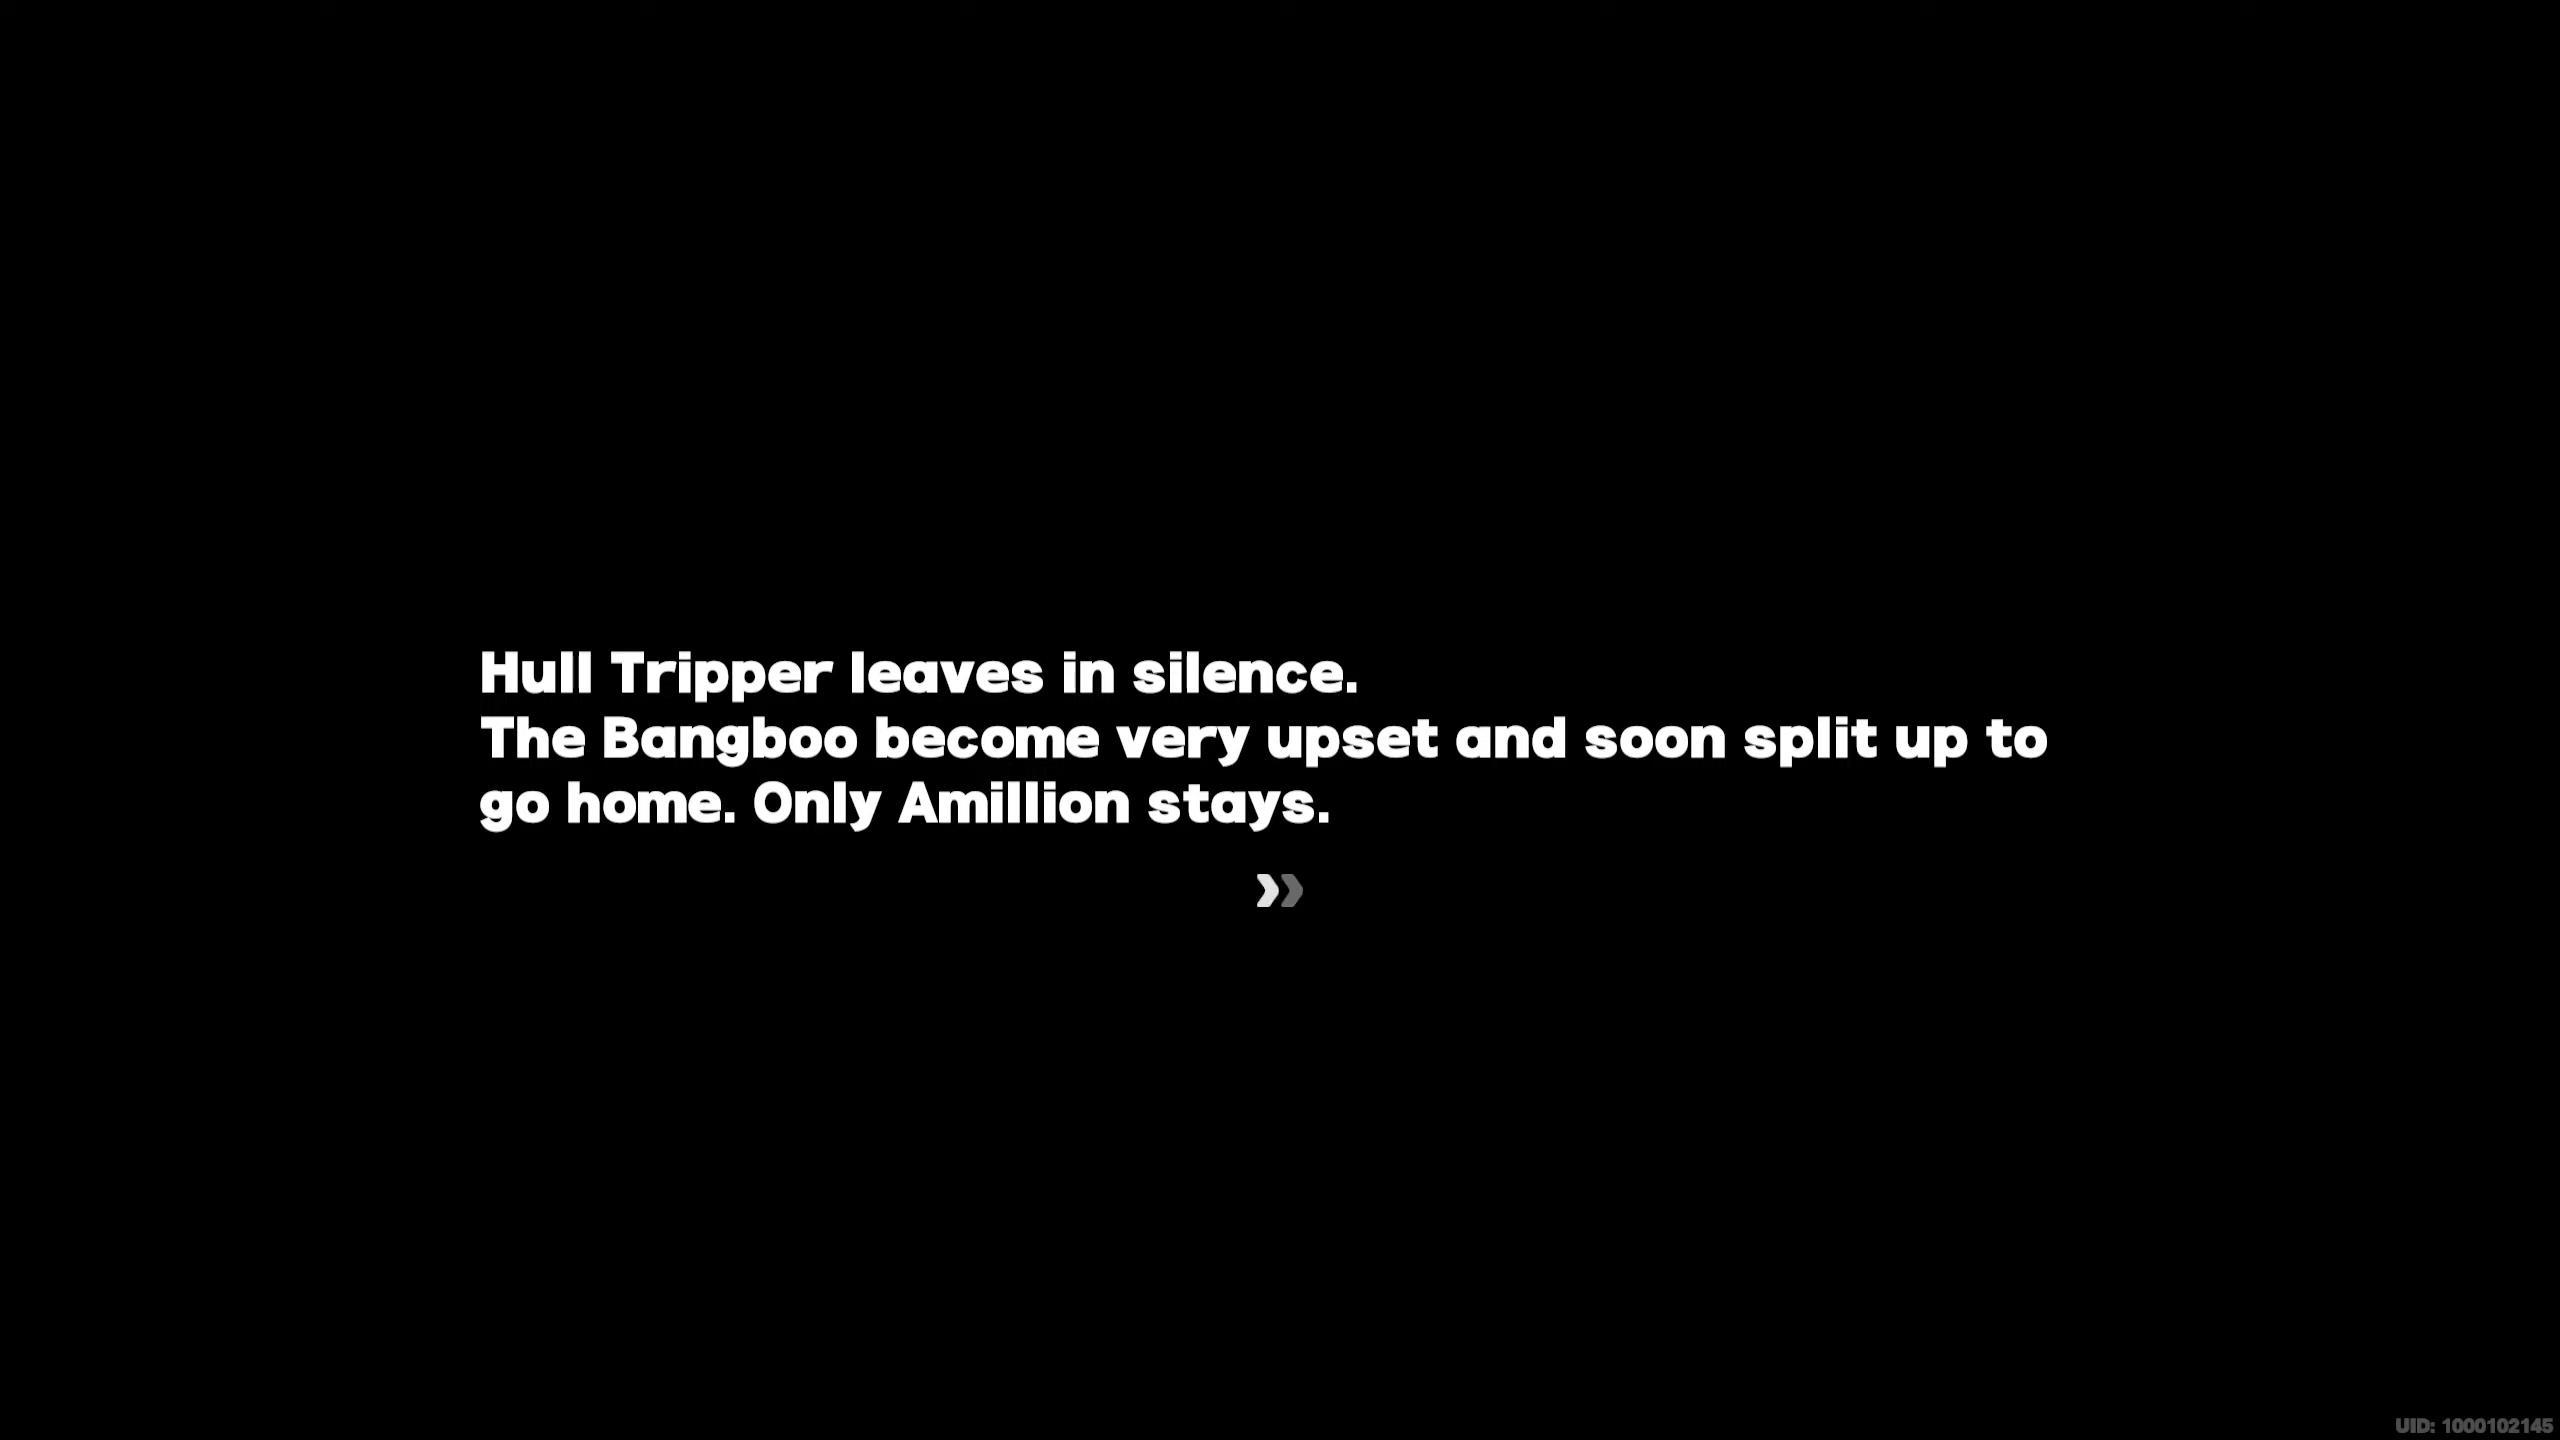 Hull Tripper leaves in silence.
The Bangboo become very upset and soon split up to
go home. Only Amillion stays.
UID: 1000102145